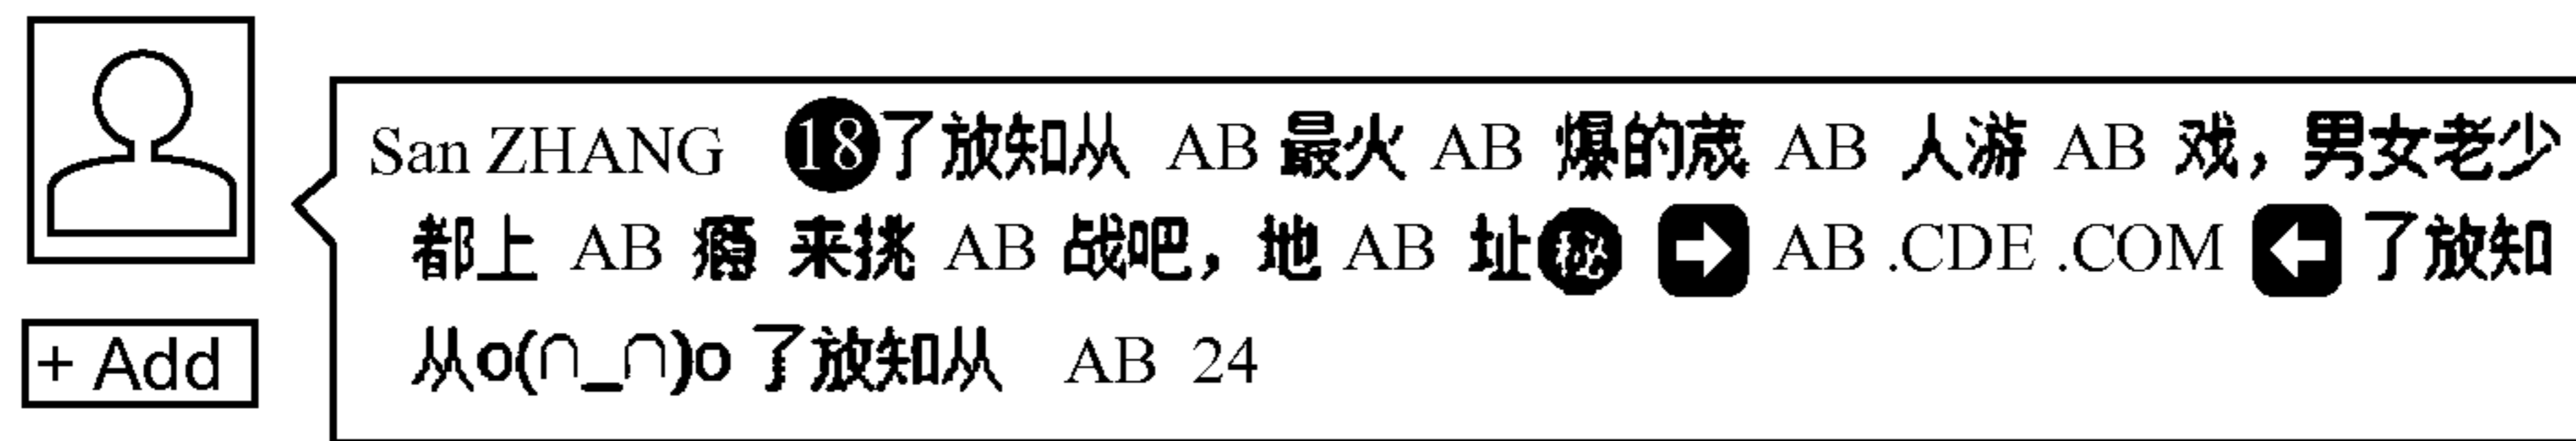 San ZHANG ⓲了放知从 AB 最火 AB 爆的蔑 AB 人游 AB 戏，男女老少
都上 AB 瘾 来挑 AB 战吧，地 AB 址㊙ ➡ AB .CDE .COM ⬅ 了放知
从o(∩_∩)o 了放知从 AB 24
+ Add